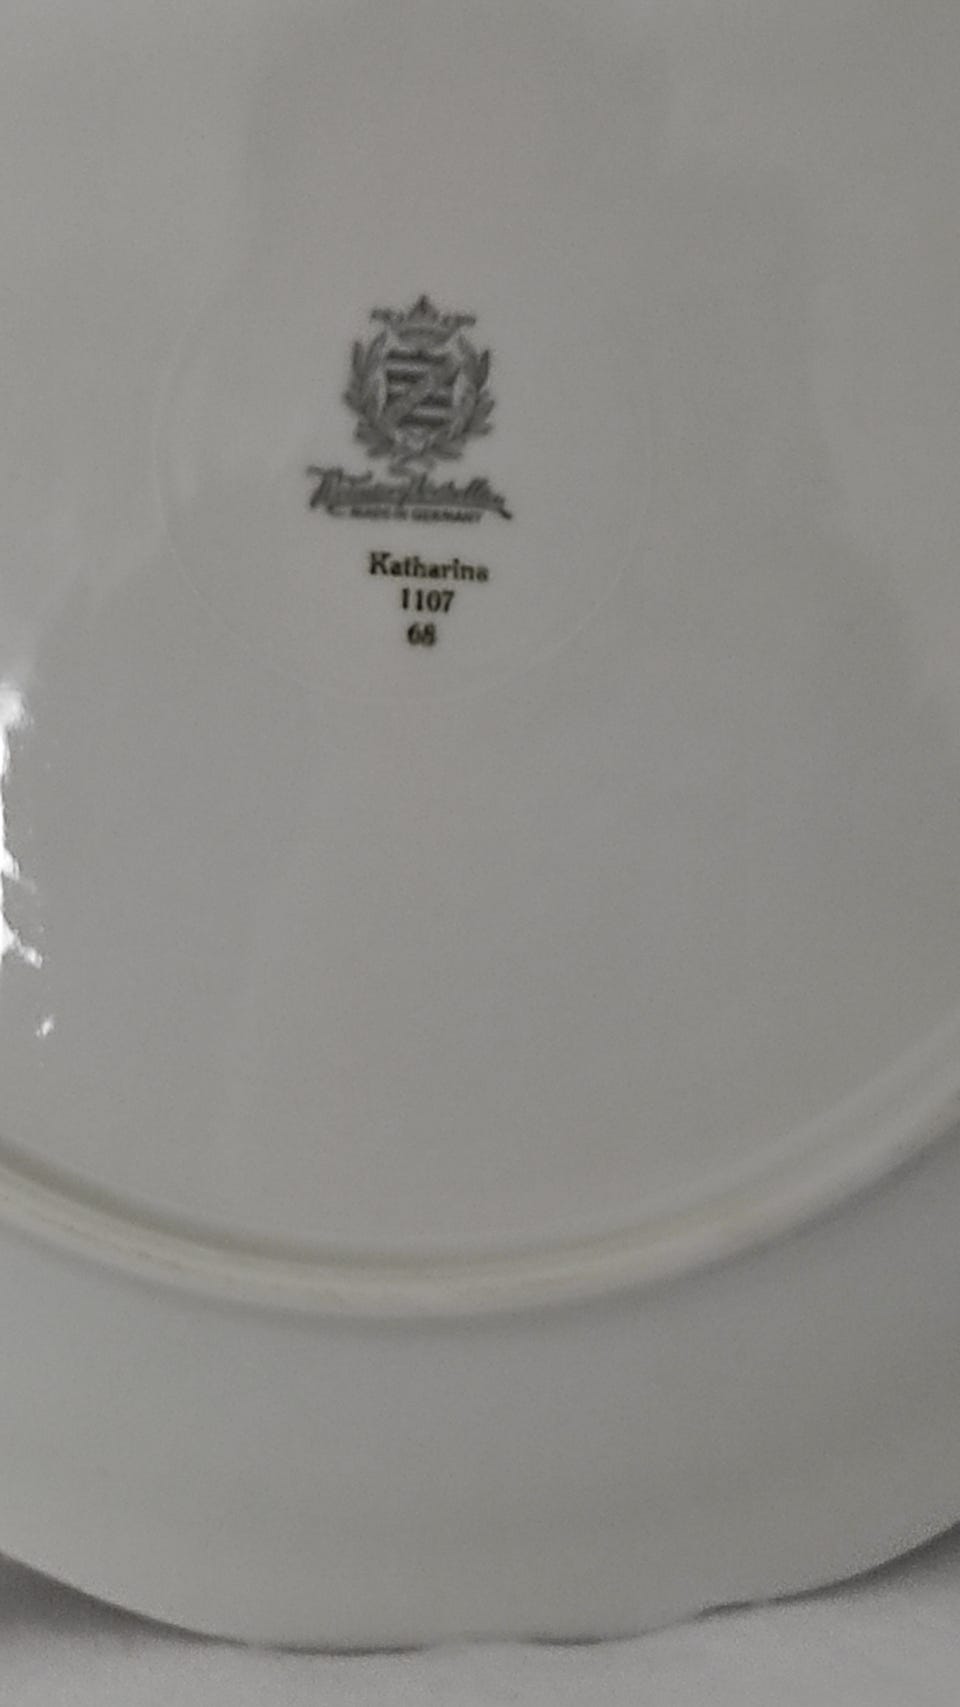 MADE IN GERMANY
Katharina
1107
68